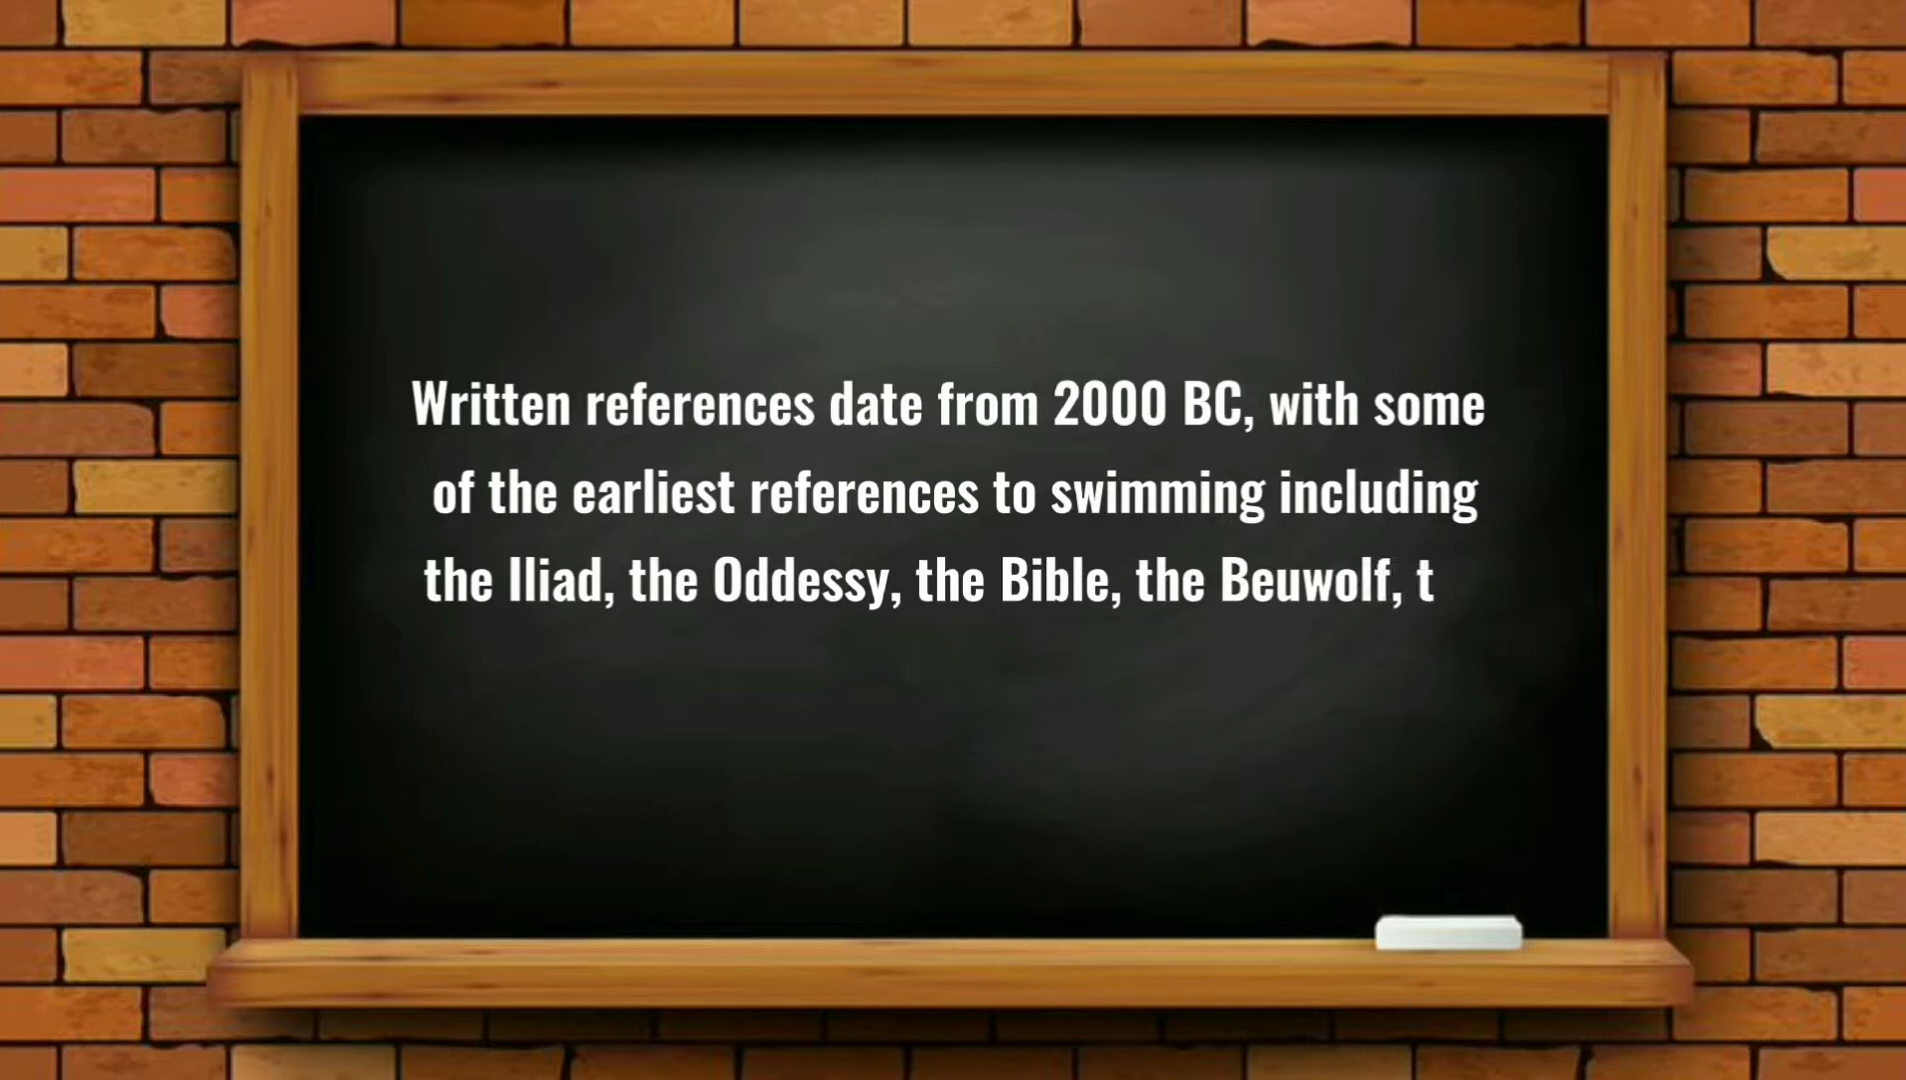 Written references date from 2000 BC, with some
of the earliest references to swimming including
the Iliad, the Oddessy, the Bible, the Beuwolf, t